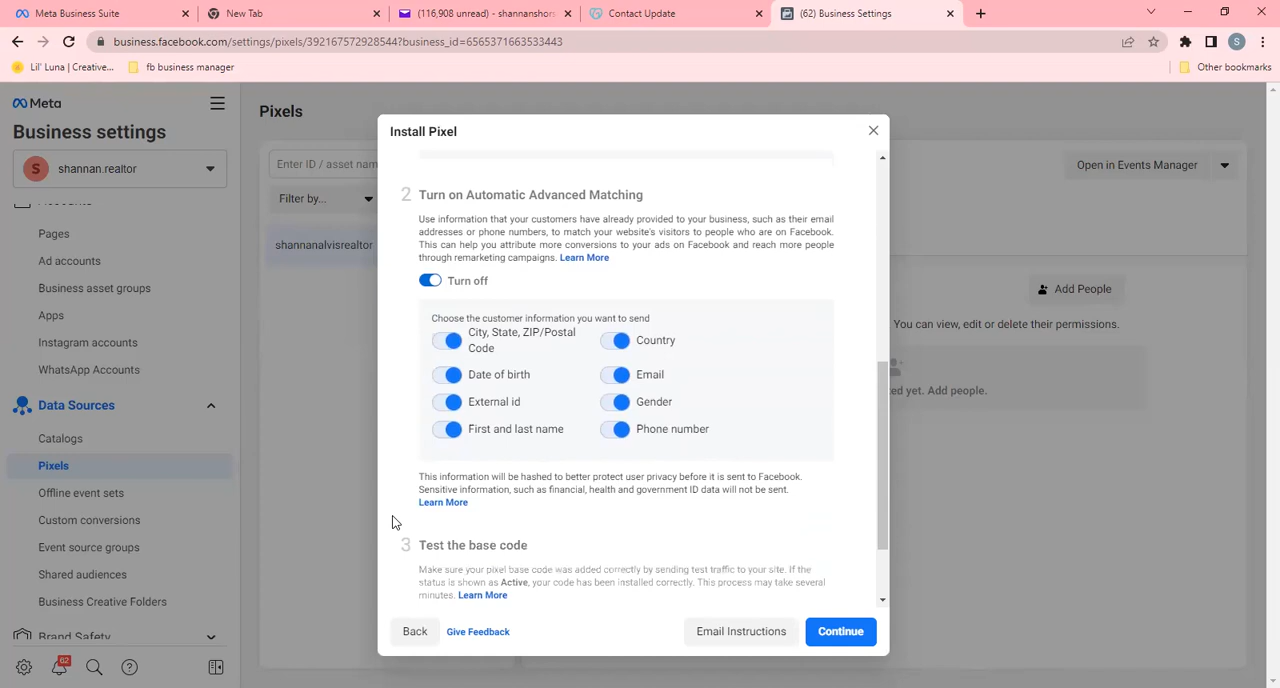 Meta Business Suite
New Tab
(116,908 unread) - shannanshors
Contact Update
(62) Business Settings
business.facebook.com/settings/pixels/392167572928544?business_id=6565371663533443
S
Lil' Luna | Creative...
fb business manager
Other bookmarks
Meta
Business settings
S
shannan.realtor
Pages
Ad accounts
Business asset groups
Apps
Instagram accounts
WhatsApp Accounts
Data Sources
Catalogs
Pixels
Offline event sets
Custom conversions
Event source groups
Shared audiences
Business Creative Folders
Brand Safety
62
Pixels
Enter ID / asset nam
Filter by...
shannanalvisrealtor
Open in Events Manager
Add People
You can view, edit or delete their permissions.
ed yet. Add people.
Install Pixel
2 Turn on Automatic Advanced Matching
Use information that your customers have already provided to your business, such as their email
addresses or phone numbers, to match your website's visitors to people who are on Facebook.
This can help you attribute more conversions to your ads on Facebook and reach more people
through remarketing campaigns. Learn More
Turn off
Choose the customer information you want to send
City, State, ZIP/Postal
Code
Country
Date of birth
Email
External id
Gender
First and last name
Phone number
This information will be hashed to better protect user privacy before it is sent to Facebook.
Sensitive information, such as financial, health and government ID data will not be sent.
Learn More
3 Test the base code
Make sure your pixel base code was added correctly by sending test traffic to your site. If the
status is shown as Active, your code has been installed correctly. This process may take several
minutes. Learn More
Back
Give Feedback
Email Instructions
Continue